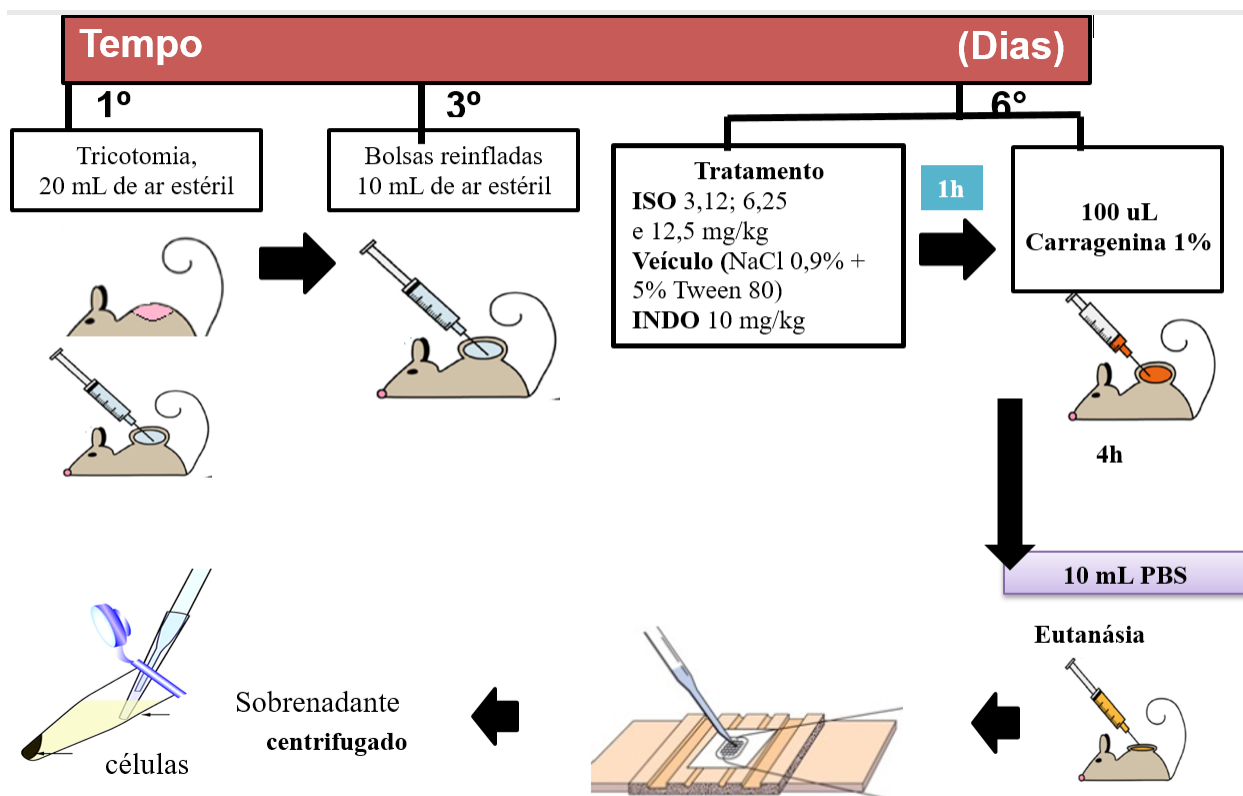 Tempo (Dias)
1º
3º
6°
Tricotomia,
20 mL de ar estéril
Bolsas reinfladas
10 mL de ar estéril
Tratamento
ISO 3,12; 6,25
e 12,5 mg/kg
Veículo (NaCl 0,9% +
5% Tween 80)
INDO 10 mg/kg
1h
100 uL
Carragenina 1%
4h
10 mL PBS
Eutanásia
Sobrenadante
centrifugado
células